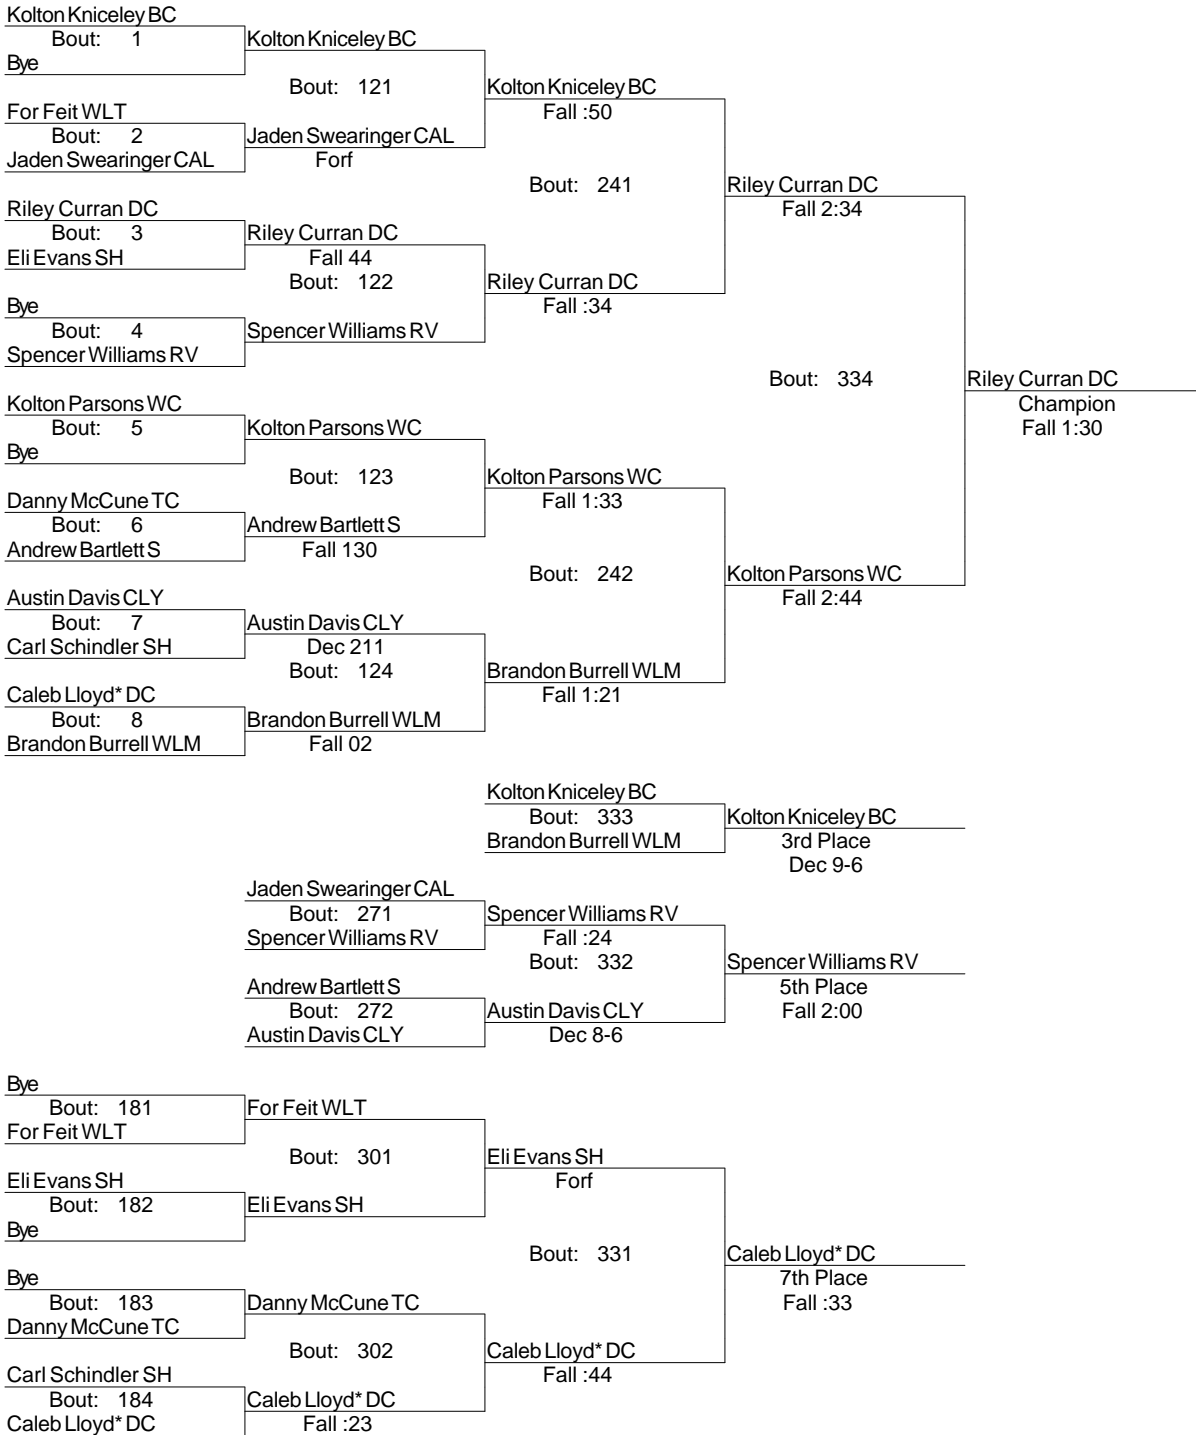 Kolton Kniceley BC
Bout: 1
Kolton Kniceley BC
Bye
Bout: 121
Kolton Kniceley BC
For Feit WLT
Fall :50
Bout: 2
Jaden Swearinger CAL
Jaden Swearinger CAL
Forf
Bout: 241
Riley Curran DC
Riley Curran DC
Fall 2:34
Bout: 3
Riley Curran DC
Eli Evans SH
Fall 44
Bout: 122
Riley Curran DC
Bye
Fall :34
Bout: 4
Spencer Williams RV
Spencer Williams RV
Bout: 334
Riley Curran DC
Kolton Parsons WC
Champion
Bout: 5
Kolton Parsons WC
Fall 1:30
Bye
Bout: 123
Kolton Parsons WC
Danny McCune TC
Fall 1:33
Bout: 6
Andrew Bartlett S
Andrew Bartlett S
Fall 130
Bout: 242
Kolton Parsons WC
Austin Davis CLY
Fall 2:44
Bout: 7
Austin Davis CLY
Carl Schindler SH
Dec 211
Bout: 124
Brandon Burrell WLM
Caleb Lloyd* DC
Fall 1:21
Bout: 8
Brandon Burrell WLM
Brandon Burrell WLM
Fall 02
Kolton Kniceley BC
Bout: 333
Kolton Kniceley BC
Brandon Burrell WLM
3rd Place
Dec 9-6
Jaden Swearinger CAL
Bout: 271
Spencer Williams RV
Spencer Williams RV
Fall :24
Bout: 332
Spencer Williams RV
Andrew Bartlett S
5th Place
Bout: 272
Austin Davis CLY
Fall 2:00
Austin Davis CLY
Dec 8-6
Bye
Bout: 181
For Feit WLT
For Feit WLT
Bout: 301
Eli Evans SH
Eli Evans SH
Forf
Bout: 182
Eli Evans SH
Bye
Bout: 331
Caleb Lloyd* DC
Bye
7th Place
Bout: 183
Danny McCune TC
Fall :33
Danny McCune TC
Bout: 302
Caleb Lloyd* DC
Carl Schindler SH
Fall :44
Bout: 184
Caleb Lloyd* DC
Caleb Lloyd* DC
Fall :23